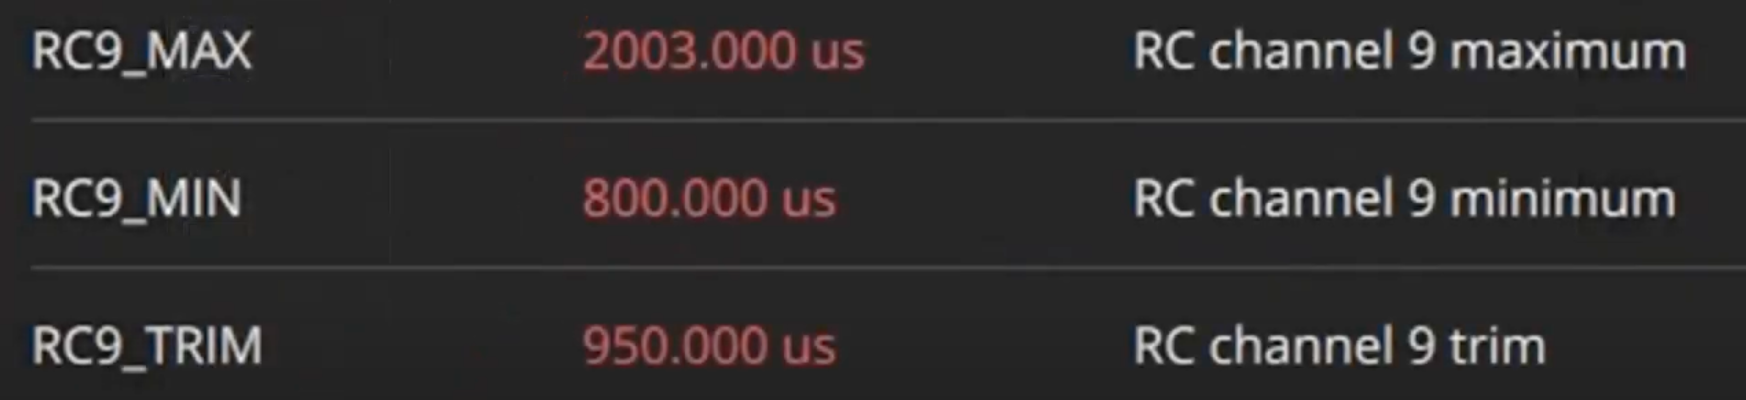 RC9_MAX 2003.000 us RC channel 9 maximum
RC9_MIN 800.000 us RC channel 9 minimum
RC9_TRIM 950.000 us RC channel 9 trim